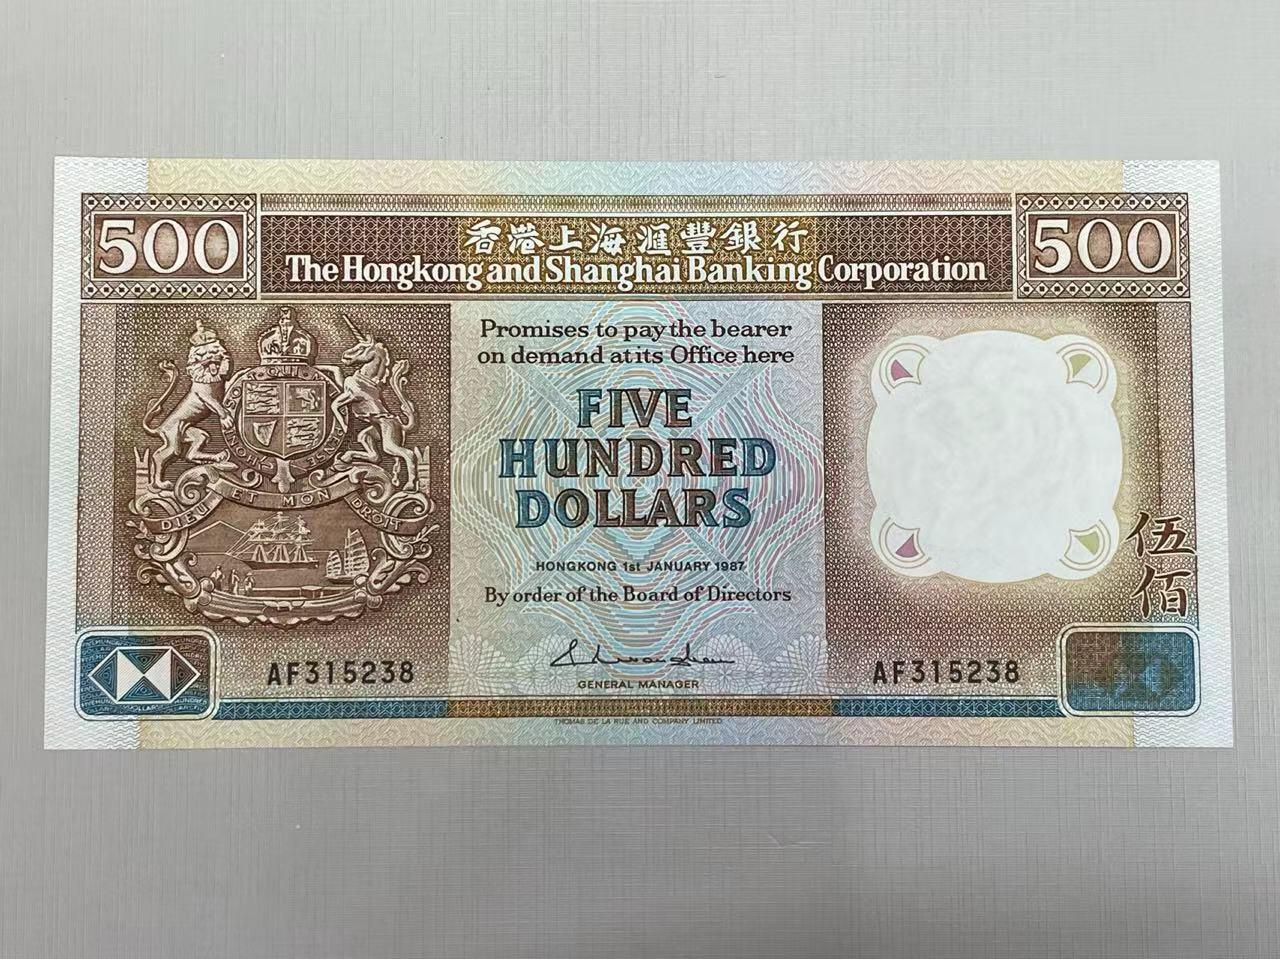 500
香港上海滙豐銀行
500
The Hongkong and Shanghai Banking Corporation
Promises to pay the bearer
on demand at its Office here
FIVE
HUNDRED
DOLLARS
DIEU ET MON DROIT
HONGKONG 1st JANUARY 1987
By order of the Board of Directors
伍佰
AF315238
AF315238
GENERAL MANAGER
THOMAS DE LA RUE AND COMPANY LIMITED